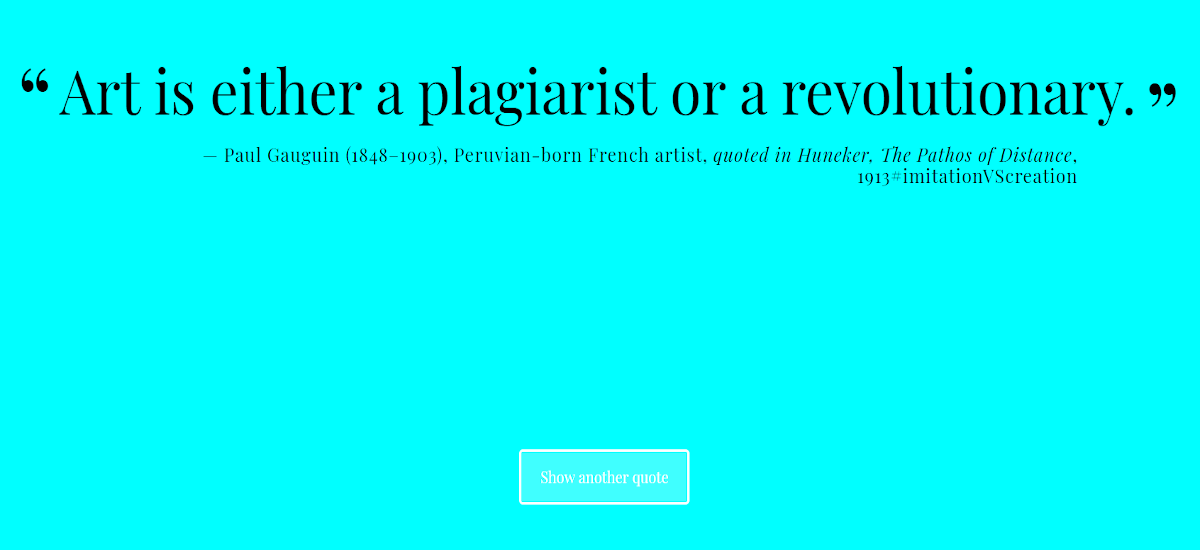 “ Art is either a plagiarist or a revolutionary. ”
— Paul Gauguin (1848–1903), Peruvian-born French artist, quoted in Huneker, The Pathos of Distance,
1913#imitationVScreation
Show another quote